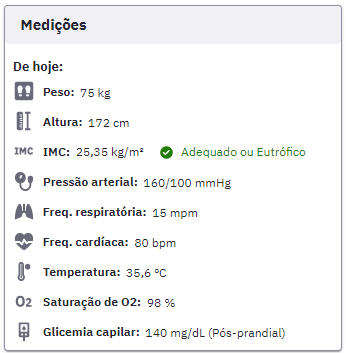 Medições
De hoje:
Peso: 75 kg
Altura: 172 cm
IMC IMC: 25,35 kg/m² Adequado ou Eutrófico
Pressão arterial: 160/100 mmHg
Freq. respiratória: 15 mpm
Freq. cardíaca: 80 bpm
Temperatura: 35,6 °C
O2 Saturação de O2: 98 %
Glicemia capilar: 140 mg/dL (Pós-prandial)